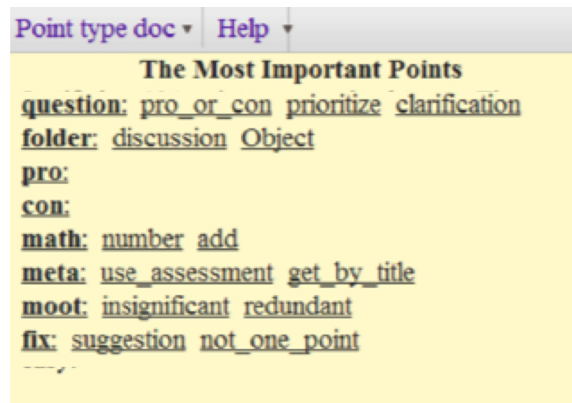 Point type doc ▾ Help ▾
The Most Important Points
question: pro_or_con prioritize clarification
folder: discussion Object
pro:
con:
math: number add
meta: use_assessment get_by_title
moot: insignificant redundant
fix: suggestion not_one_point